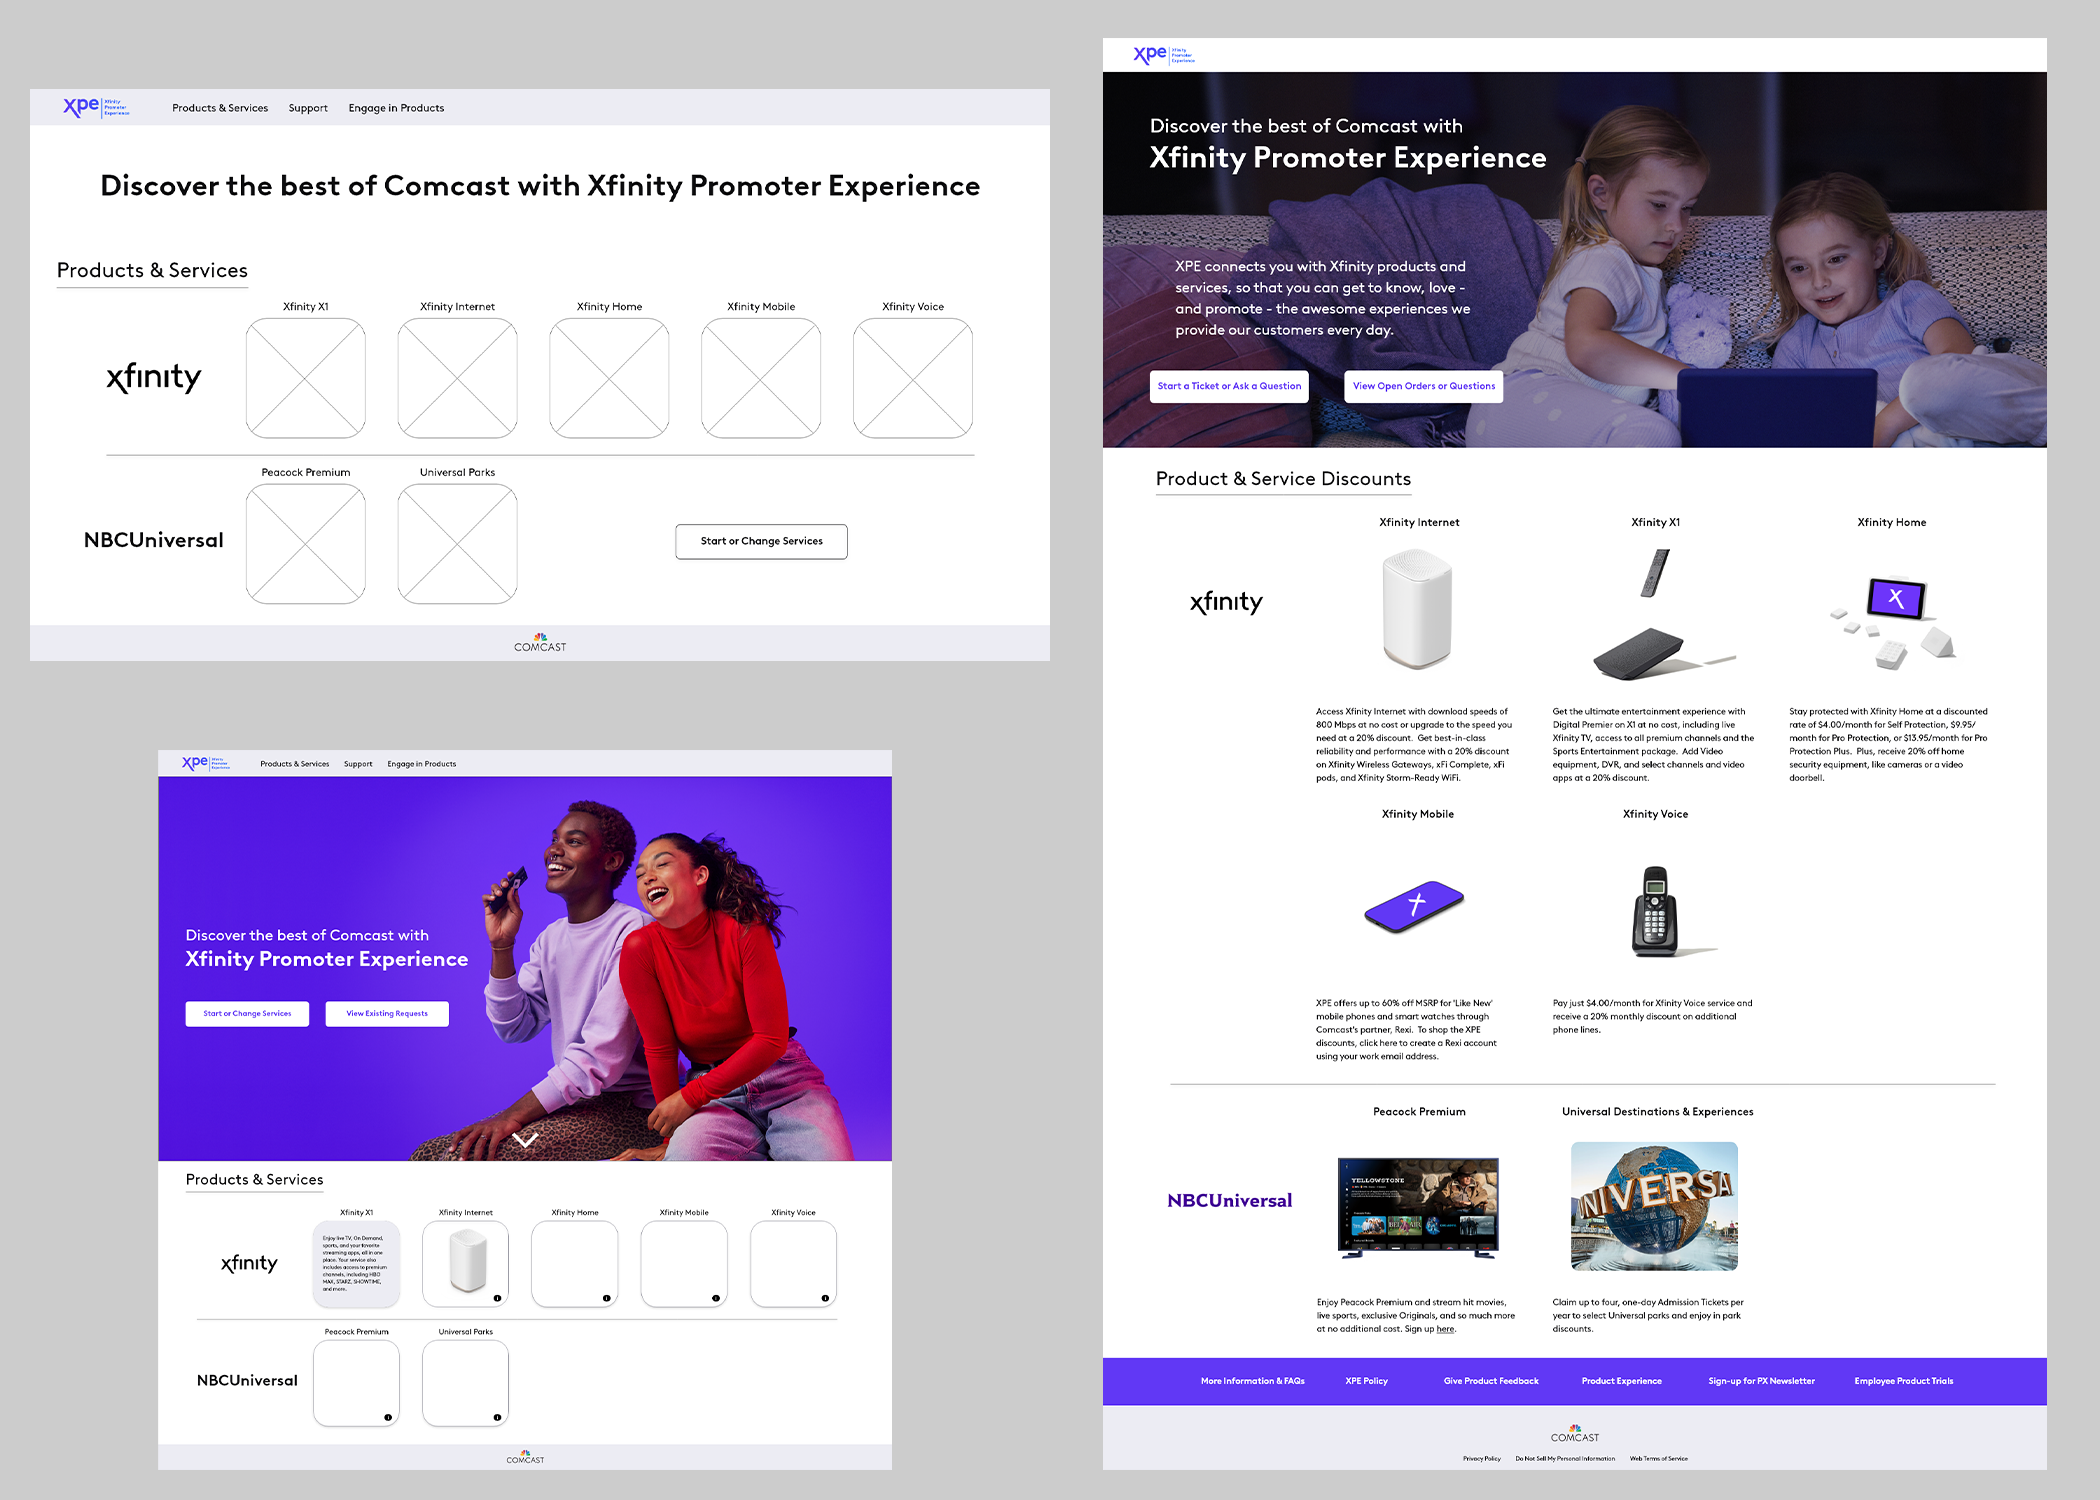 xpe Xfinity
Promoter
Experience
Products & Services Support Engage in Products
Discover the best of Comcast with Xfinity Promoter Experience
Products & Services
Xfinity X1 Xfinity Internet Xfinity Home Xfinity Mobile Xfinity Voice
xfinity
Peacock Premium Universal Parks
NBCUniversal
Start or Change Services
COMCAST
xpe Xfinity
Promoter
Experience
Products & Services Support Engage in Products
Discover the best of Comcast with
Xfinity Promoter Experience
Start or Change Services View Existing Requests
Products & Services
Xfinity X1 Xfinity Internet Xfinity Home Xfinity Mobile Xfinity Voice
xfinity
Enjoy live TV, On Demand,
sports, and your favorite
streaming apps, all in one
place. Your service also
includes access to premium
channels, including HBO
MAX, STARZ, SHOWTIME,
and more.
Peacock Premium Universal Parks
NBCUniversal
COMCAST
xpe Xfinity
Promoter
Experience
Discover the best of Comcast with
Xfinity Promoter Experience
XPE connects you with Xfinity products and
services, so that you can get to know, love -
and promote - the awesome experiences we
provide our customers every day.
Start a Ticket or Ask a Question View Open Orders or Questions
Product & Service Discounts
Xfinity Internet Xfinity X1 Xfinity Home
xfinity
Access Xfinity Internet with download speeds of
800 Mbps at no cost or upgrade to the speed you
need at a 20% discount. Get best-in-class
reliability and performance with a 20% discount
on Xfinity Wireless Gateways, xFi Complete, xFi
pods, and Xfinity Storm-Ready WiFi.
Get the ultimate entertainment experience with
Digital Premier on X1 at no cost, including live
Xfinity TV, access to all premium channels and the
Sports Entertainment package. Add Video
equipment, DVR, and select channels and video
apps at a 20% discount.
Stay protected with Xfinity Home at a discounted
rate of $4.00/month for Self Protection, $9.95/
month for Pro Protection, or $13.95/month for Pro
Protection Plus. Plus, receive 20% off home
security equipment, like cameras or a video
doorbell.
Xfinity Mobile Xfinity Voice
XPE offers up to 60% off MSRP for 'Like New'
mobile phones and smart watches through
Comcast's partner, Rexi. To shop the XPE
discounts, click here to create a Rexi account
using your work email address.
Pay just $4.00/month for Xfinity Voice service and
receive a 20% monthly discount on additional
phone lines.
Peacock Premium Universal Destinations & Experiences
NBCUniversal
YELLOWSTONE
BEL-AIR
NIVERSA
Enjoy Peacock Premium and stream hit movies,
live sports, exclusive Originals, and so much more
at no additional cost. Sign up here.
Claim up to four, one-day Admission Tickets per
year to select Universal parks and enjoy in park
discounts.
More Information & FAQs XPE Policy Give Product Feedback Product Experience Sign-up for PX Newsletter Employee Product Trials
COMCAST
Privacy Policy Do Not Sell My Personal Information Web Terms of Service